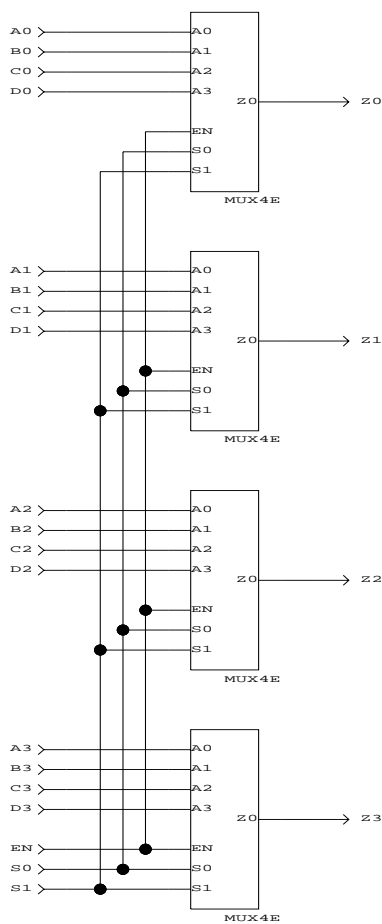 A0 A0
B0 A1
C0 A2
D0 A3
Z0 Z0
EN
S0
S1
MUX4E
A1 A0
B1 A1
C1 A2
D1 A3
Z0 Z1
EN
S0
S1
MUX4E
A2 A0
B2 A1
C2 A2
D2 A3
Z0 Z2
EN
S0
S1
MUX4E
A3 A0
B3 A1
C3 A2
D3 A3
Z0 Z3
EN EN
S0 S0
S1 S1
MUX4E